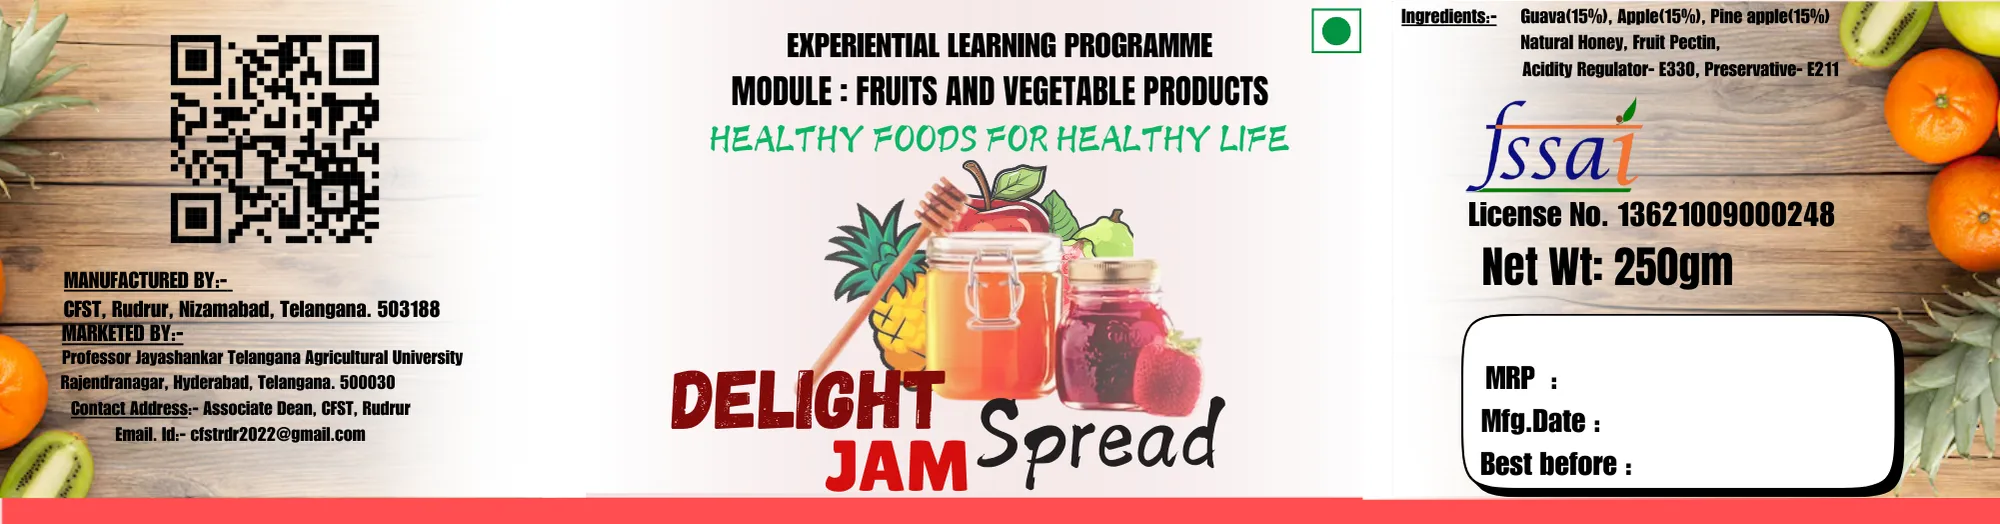 MANUFACTURED BY:-
CFST, Rudrur, Nizamabad, Telangana. 503188
MARKETED BY:-
Professor Jayashankar Telangana Agricultural University
Rajendranagar, Hyderabad, Telangana. 500030
Contact Address:- Associate Dean, CFST, Rudrur
Email. Id:- cfstrdr2022@gmail.com
EXPERIENTIAL LEARNING PROGRAMME
MODULE : FRUITS AND VEGETABLE PRODUCTS
HEALTHY FOODS FOR HEALTHY LIFE
DELIGHT
JAM Spread
Ingredients:- Guava(15%), Apple(15%), Pine apple(15%)
Natural Honey, Fruit Pectin,
Acidity Regulator- E330, Preservative- E211
fssai
License No. 13621009000248
Net Wt: 250gm
MRP :
Mfg.Date :
Best before :